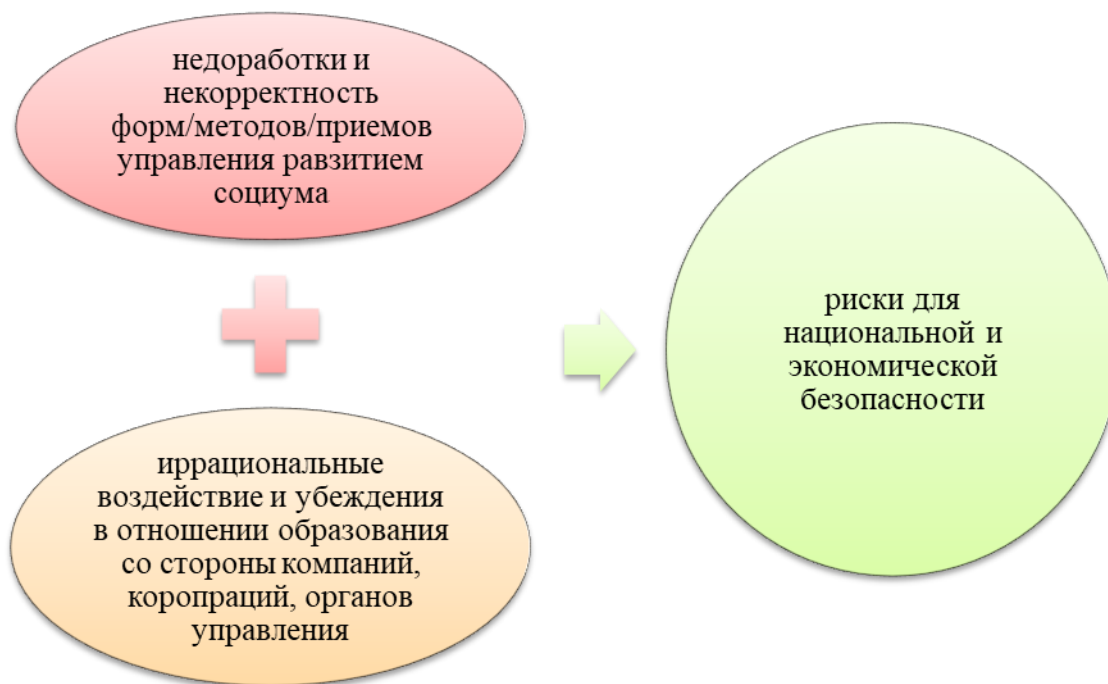 недоработки и
некорректность
форм/методов/приемов
управления равзитием
социума
иррациональные
воздействие и убеждения
в отношении образования
со стороны компаний,
коропраций, органов
управления
риски для
национальной и
экономической
безопасности